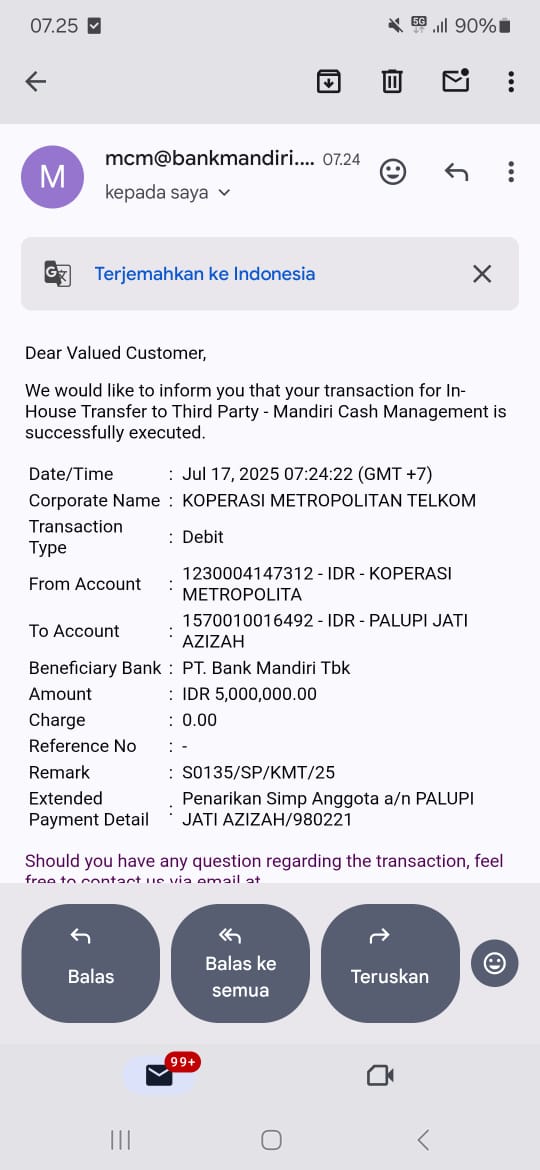 07.25
5G
90%
M
mcm@bankmandiri.... 07.24
kepada saya
G文
Terjemahkan ke Indonesia
Dear Valued Customer,
We would like to inform you that your transaction for In-
House Transfer to Third Party - Mandiri Cash Management is
successfully executed.
Date/Time : Jul 17, 2025 07:24:22 (GMT +7)
Corporate Name : KOPERASI METROPOLITAN TELKOM
Transaction
Type : Debit
From Account : 1230004147312 - IDR - KOPERASI
METROPOLITA
To Account : 1570010016492 - IDR - PALUPI JATI
AZIZAH
Beneficiary Bank : PT. Bank Mandiri Tbk
Amount : IDR 5,000,000.00
Charge : 0.00
Reference No : -
Remark : S0135/SP/KMT/25
Extended
Payment Detail : Penarikan Simp Anggota a/n PALUPI
JATI AZIZAH/980221
Should you have any question regarding the transaction, feel
free to contact us via email at
Balas
Balas ke
semua
Teruskan
99+